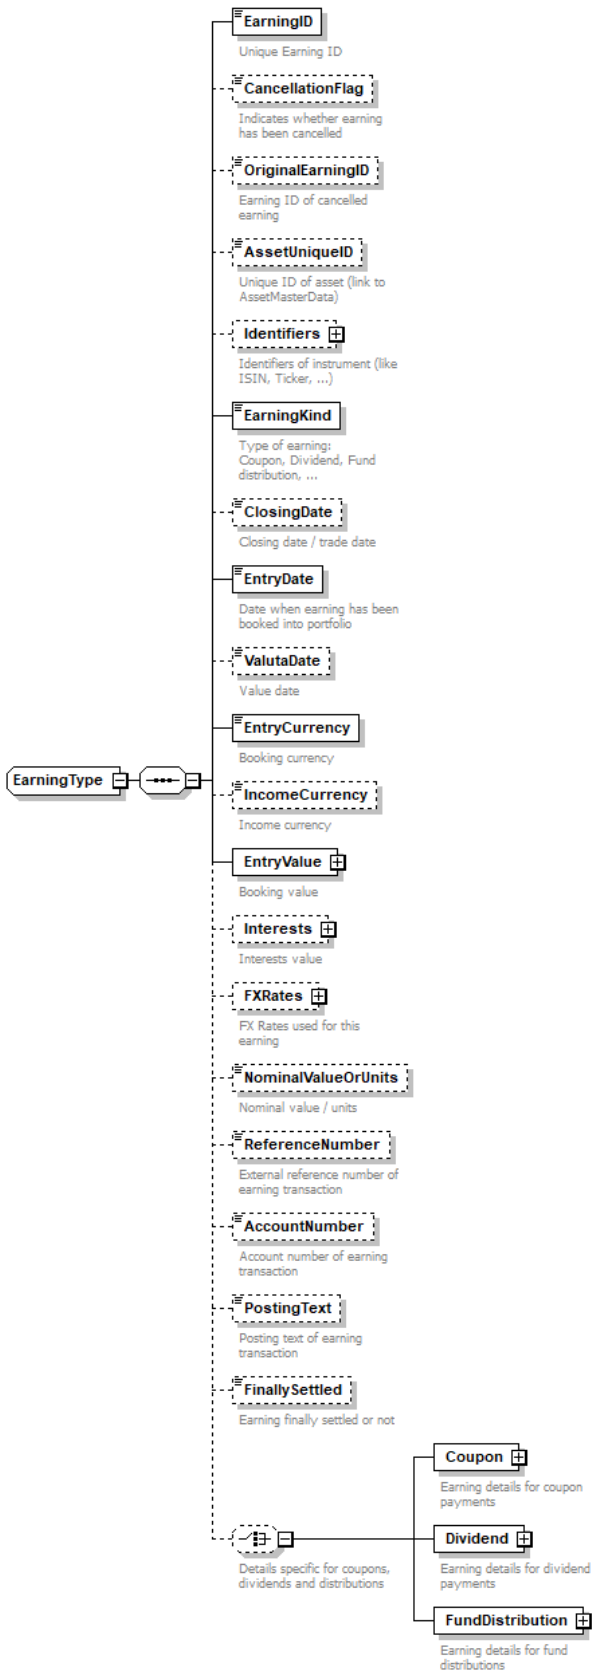 EarningID
Unique Earning ID
CancellationFlag
Indicates whether earning
has been cancelled
OriginalEarningID
Earning ID of cancelled
earning
AssetUniqueID
Unique ID of asset (link to
AssetMasterData)
Identifiers
Identifiers of instrument (like
ISIN, Ticker, ...)
EarningKind
Type of earning:
Coupon, Dividend, Fund
distribution, ...
ClosingDate
Closing date / trade date
EntryDate
Date when earning has been
booked into portfolio
ValutaDate
Value date
EntryCurrency
Booking currency
EarningType
IncomeCurrency
Income currency
EntryValue
Booking value
Interests
Interests value
FXRates
FX Rates used for this
earning
NominalValueOrUnits
Nominal value / units
ReferenceNumber
External reference number of
earning transaction
AccountNumber
Account number of earning
transaction
PostingText
Posting text of earning
transaction
FinallySettled
Earning finally settled or not
Details specific for coupons,
dividends and distributions
Coupon
Earning details for coupon
payments
Dividend
Earning details for dividend
payments
FundDistribution
Earning details for fund
distributions